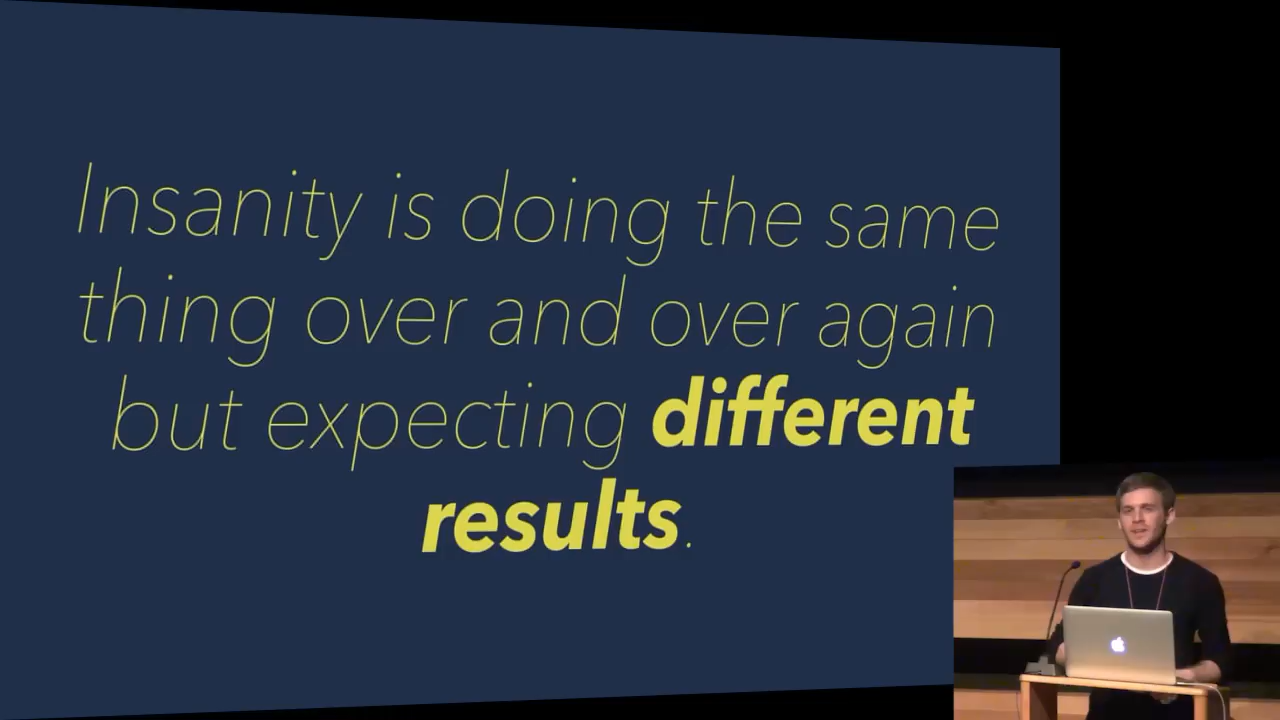 Insanity is doing the same
thing over and over again
but expecting different
results.